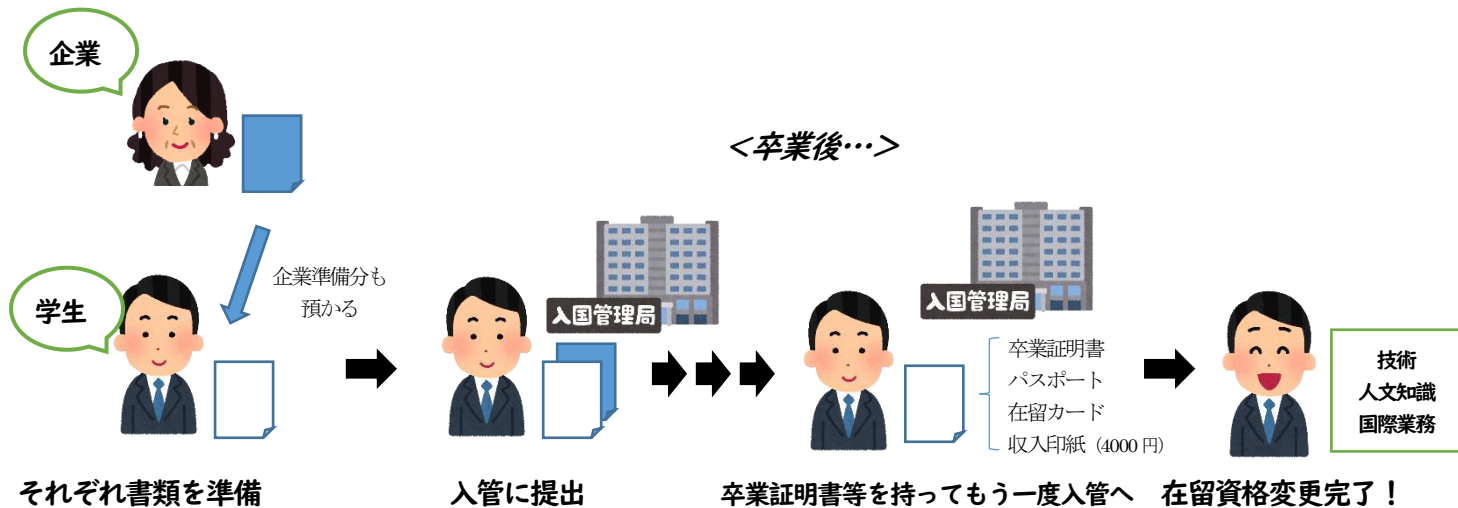 企業
学生
企業準備分も
預かる
それぞれ書類を準備
入国管理局
入管に提出
<卒業後…>
入国管理局
卒業証明書
パスポート
在留カード
収入印紙（4000 円）
卒業証明書等を持ってもう一度入管へ
技術
人文知識
国際業務
在留資格変更完了！